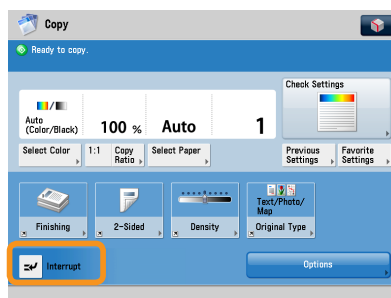 Copy
Ready to copy.
Check Settings
Auto
(Color/Black)
100 %
Auto
1
Select Color
1:1
Copy
Ratio
Select Paper
Previous
Settings
Favorite
Settings
Finishing
2-Sided
Density
Text/Photo/
Map
Original Type
Interrupt
Options